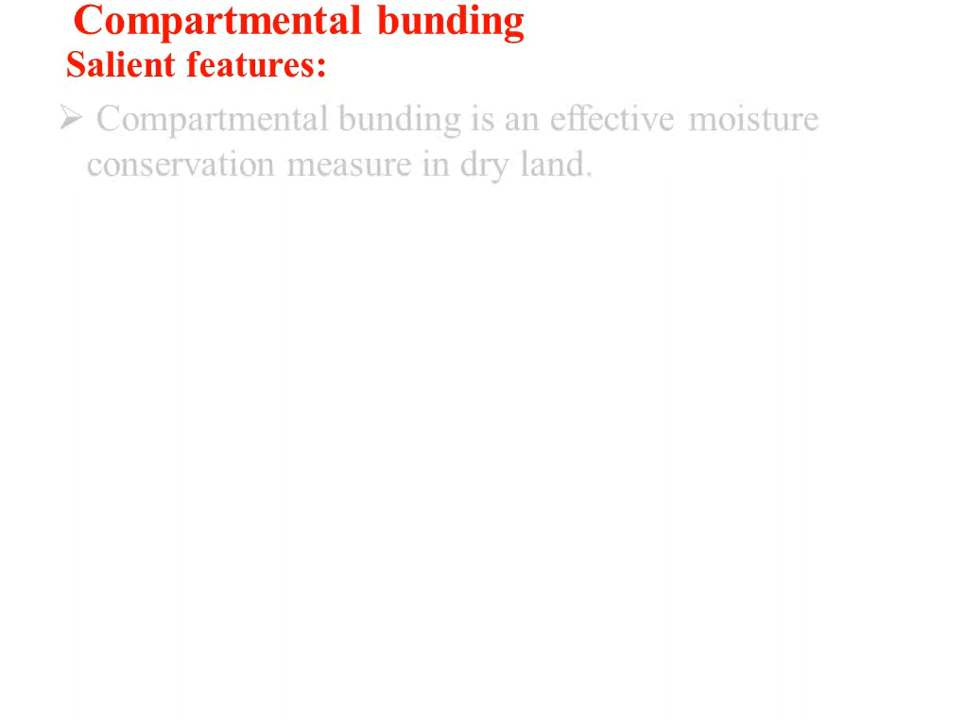 Compartmental bunding
Salient features:
➢ Compartmental bunding is an effective moisture
conservation measure in dry land.